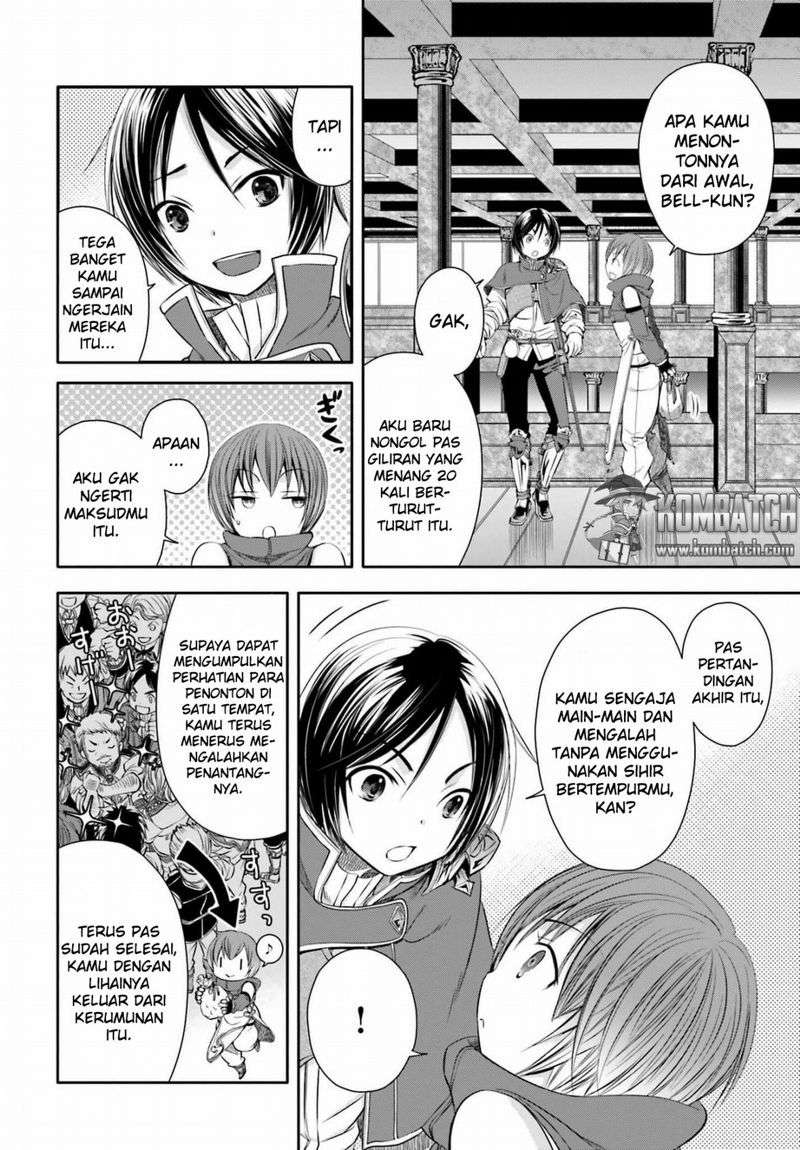 APA KAMU
MENON-
TONNYA
DARI AWAL,
BELL-KUN?
GAK,
AKU BARU
NONGOL PAS
GILIRAN YANG
MENANG 20
KALI BER-
TURUT-
TURUT ITU.
KOMBATCH
www.kombatch.com
TAPI
...
TEGA
BANGET
KAMU
SAMPAI
NGERJAIN
MEREKA
ITU...
ぎくっ
APAAN
...
AKU GAK
NGERTI
MAKSUDMU
ITU.
PAS
PERTAN-
DINGAN
AKHIR ITU,
KAMU SENGAJA
MAIN-MAIN DAN
MENGALAH
TANPA MENGGU-
NAKAN SIHIR
BERTEMPURMU,
KAN?
!
SUPAYA DAPAT
MENGUMPULKAN
PERHATIAN PARA
PENONTON DI
SATU TEMPAT,
KAMU TERUS
MENERUS ME-
NGALAHKAN
PENANTANG-
NYA.
おおー
すげー
すすすっ
♪
TERUS PAS
SUDAH SELESAI,
KAMU DENGAN
LIHAINYA
KELUAR DARI
KERUMUNAN
ITU.